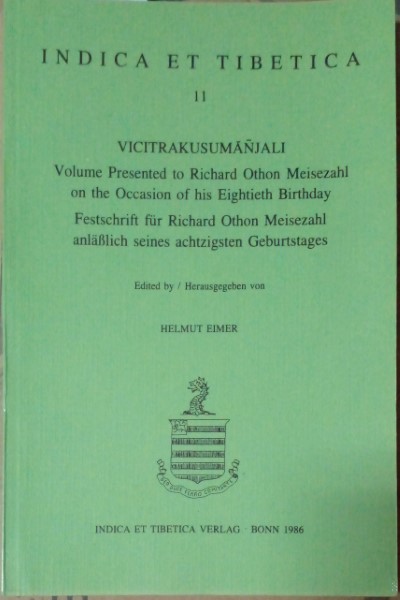 INDICA ET TIBETICA
11
VICITRAKUSUMĀÑJALI
Volume Presented to Richard Othon Meisezahl
on the Occasion of his Eightieth Birthday
Festschrift für Richard Othon Meisezahl
anläßlich seines achtzigsten Geburtstages
Edited by / Herausgegeben von
HELMUT EIMER
INDICA ET TIBETICA VERLAG · BONN 1986